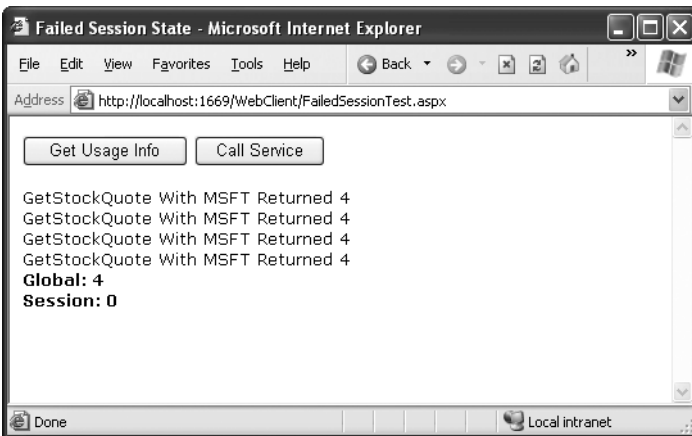 Failed Session State - Microsoft Internet Explorer
File Edit View Favorites Tools Help Back »
Address http://localhost:1669/WebClient/FailedSessionTest.aspx
Get Usage Info Call Service
GetStockQuote With MSFT Returned 4
GetStockQuote With MSFT Returned 4
GetStockQuote With MSFT Returned 4
GetStockQuote With MSFT Returned 4
Global: 4
Session: 0
Done Local intranet